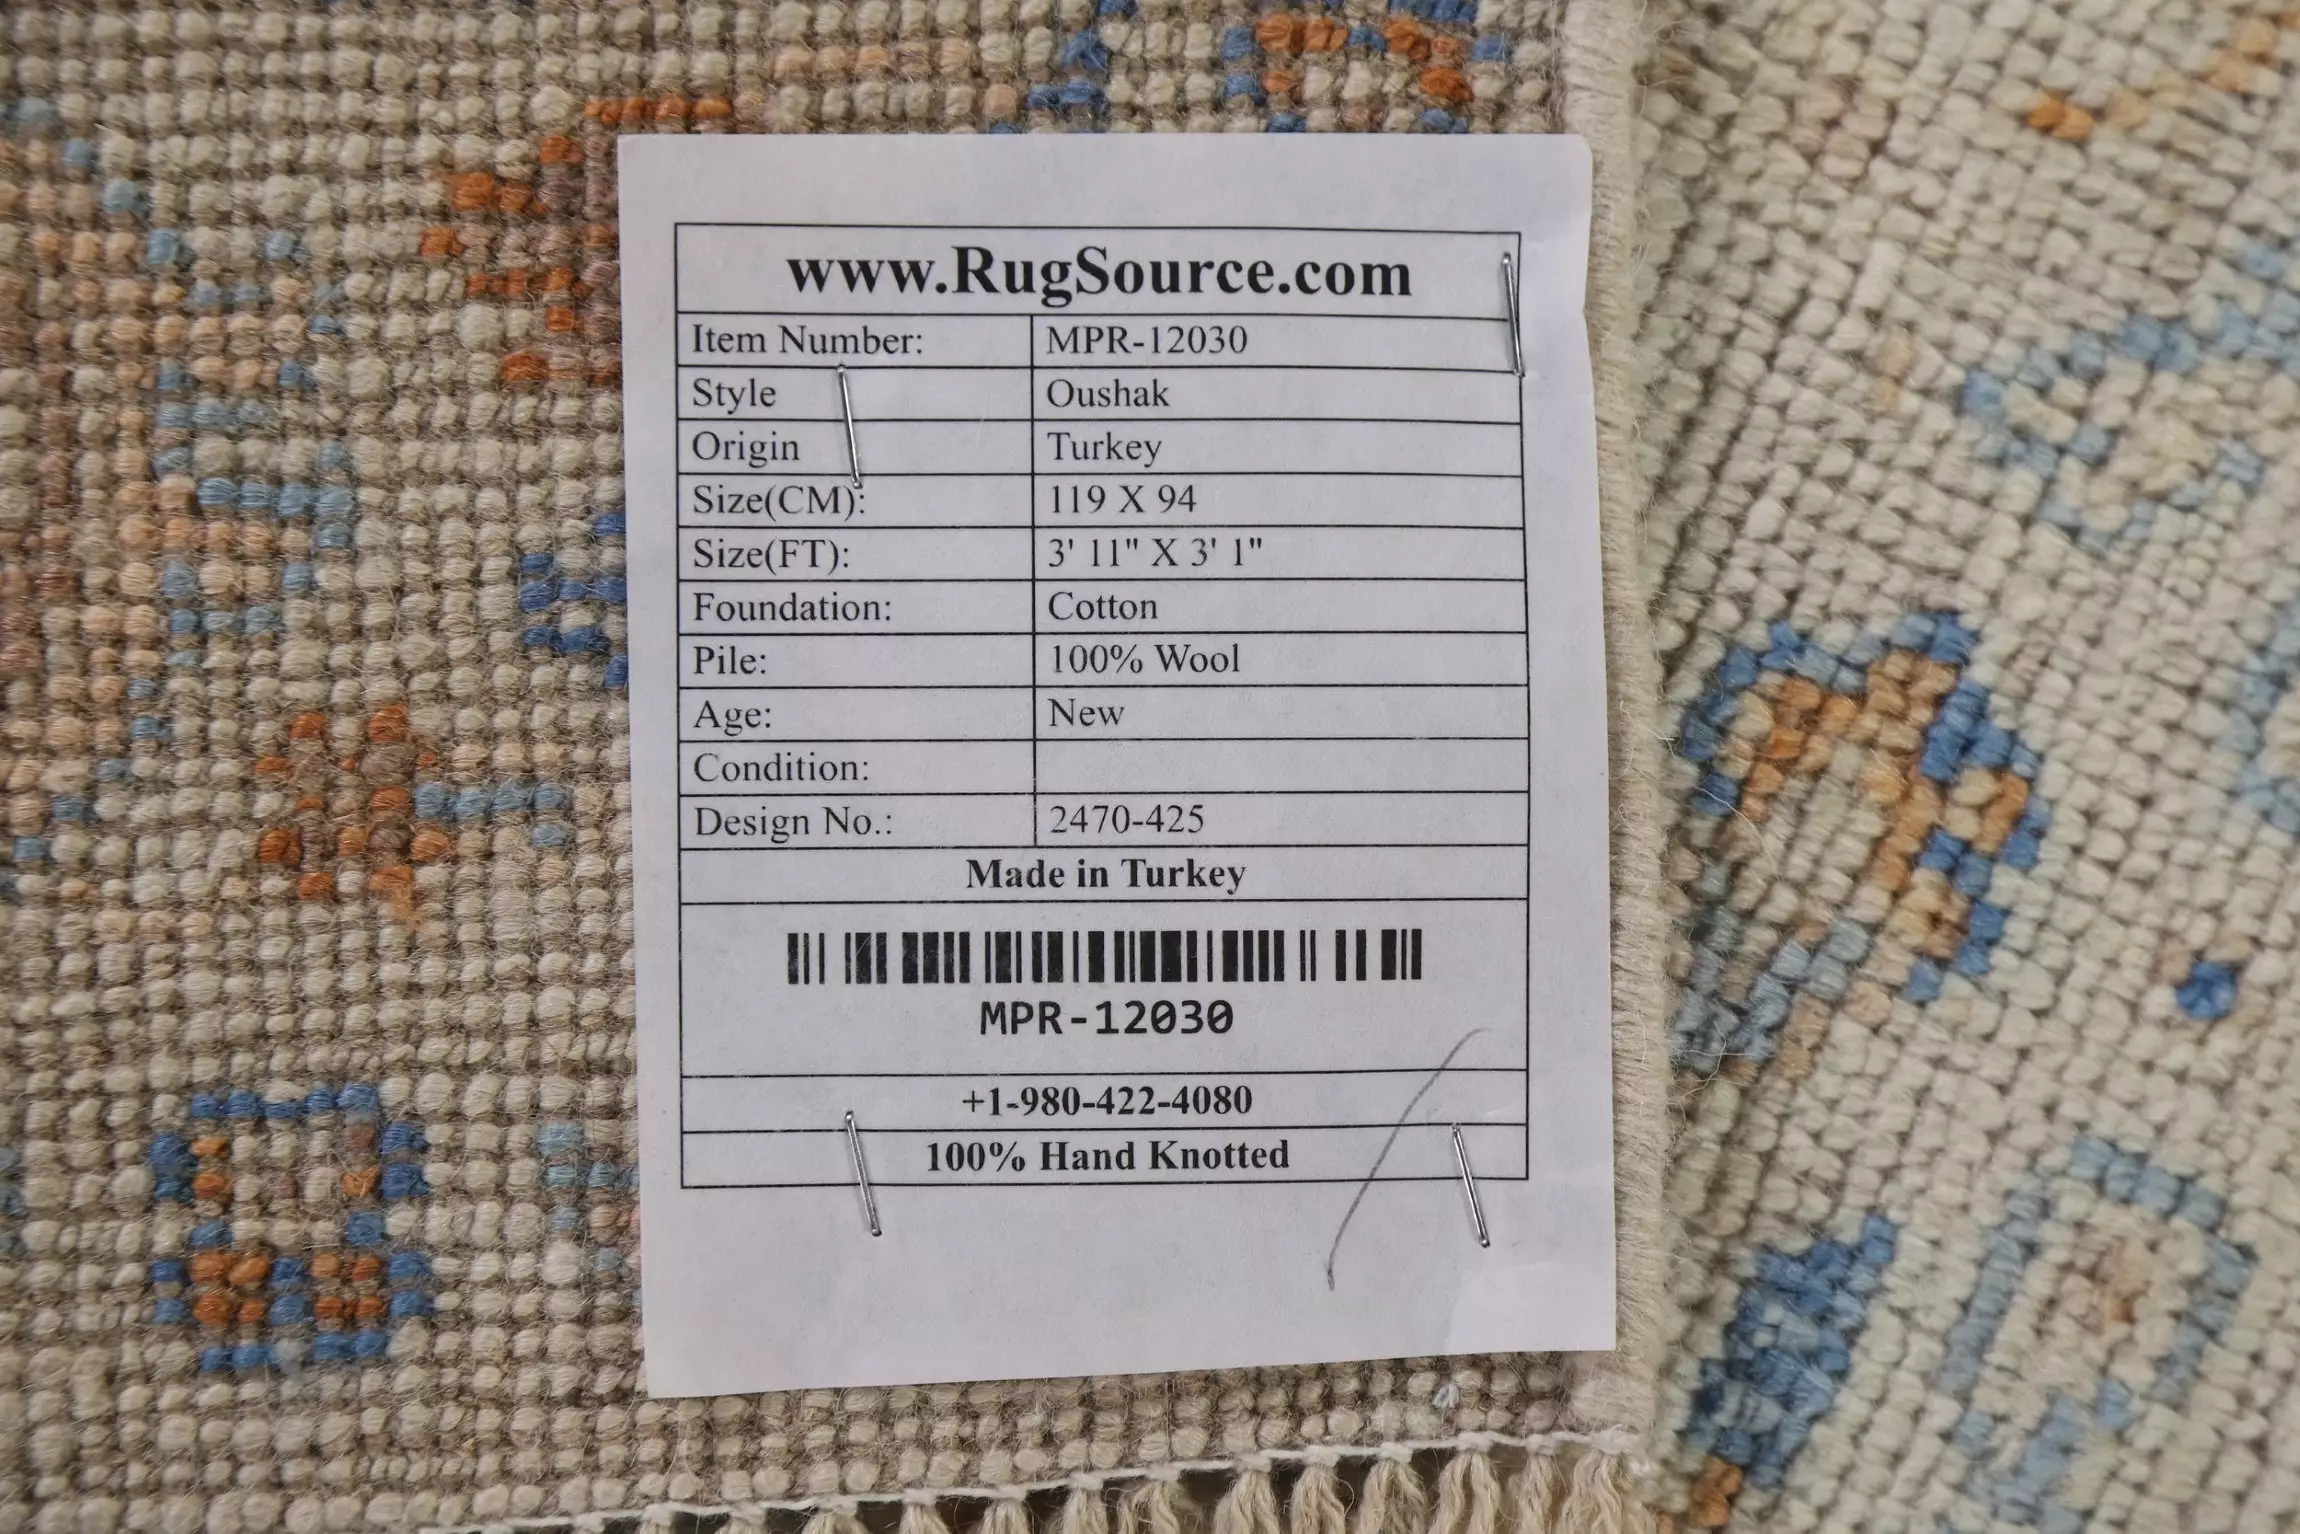 www.RugSource.com
Item Number: MPR-12030
Style Oushak
Origin Turkey
Size(CM): 119 X 94
Size(FT): 3' 11" X 3' 1"
Foundation: Cotton
Pile: 100% Wool
Age: New
Condition:
Design No.: 2470-425
Made in Turkey
MPR-12030
+1-980-422-4080
100% Hand Knotted